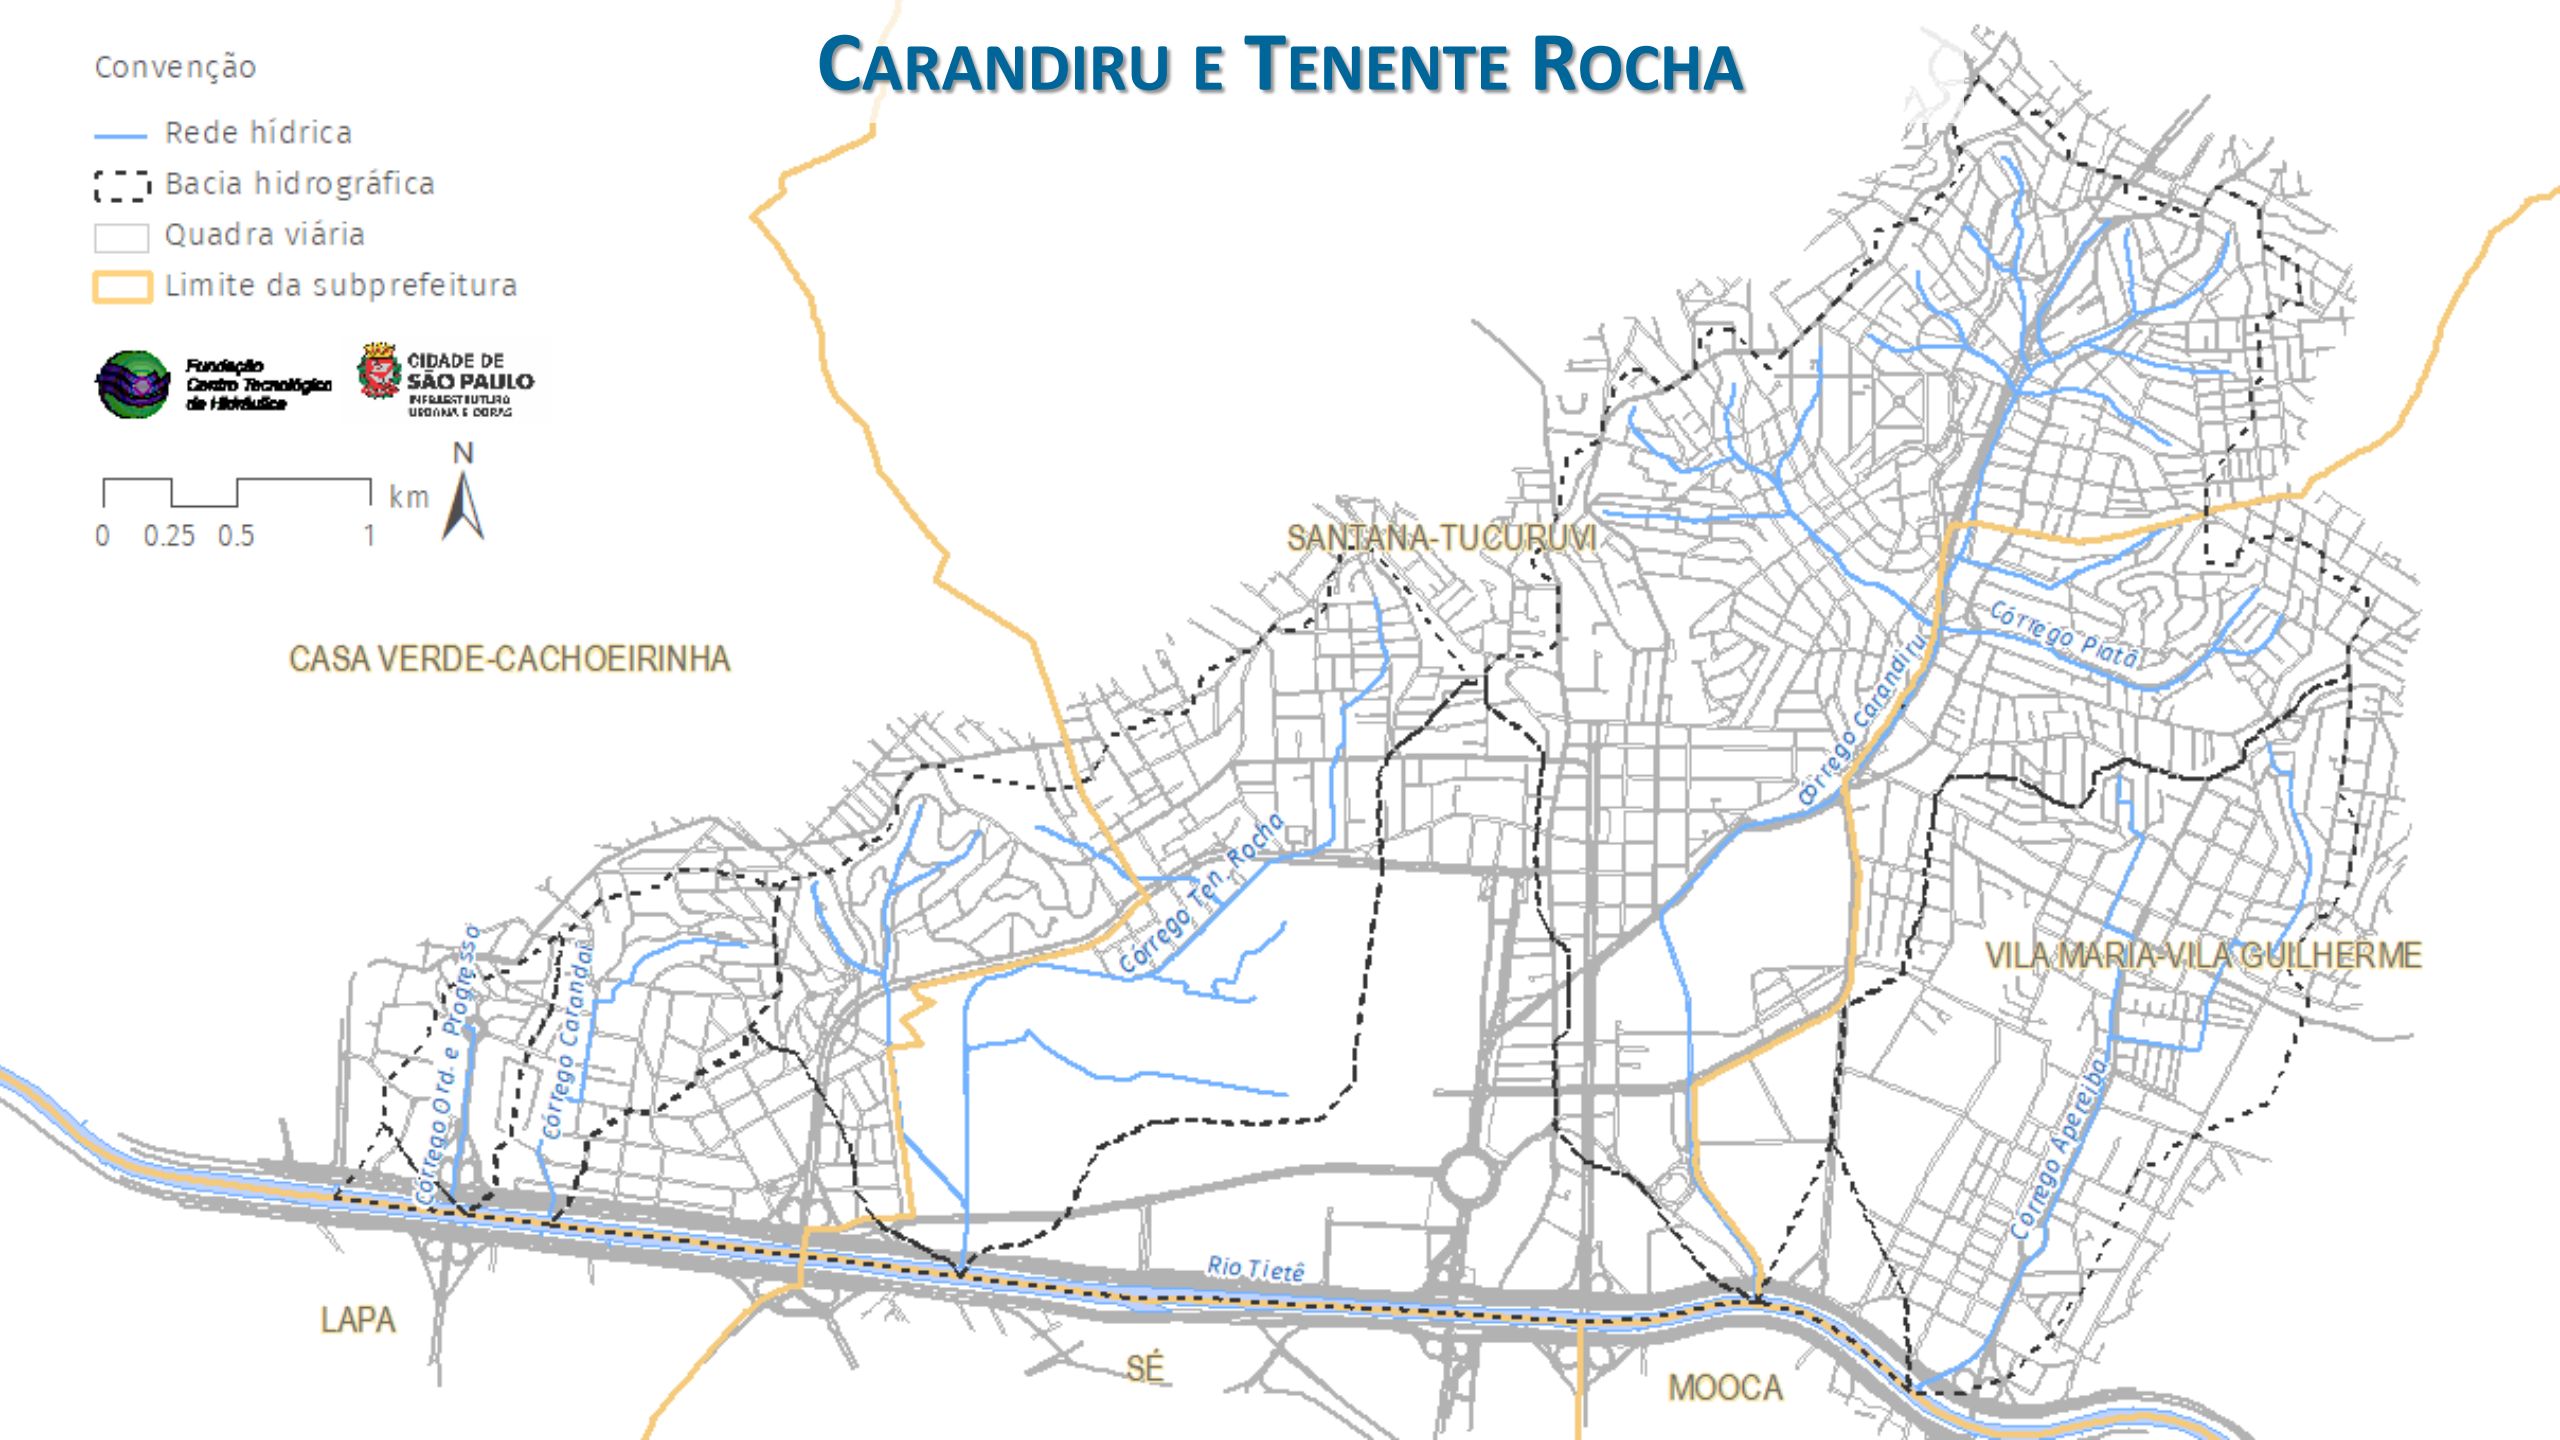 CARANDIRU E TENENTE ROCHA
Convenção
Rede hídrica
Bacia hidrográfica
Quadra viária
Limite da subprefeitura
Fundação
Centro Tecnológico
de Hidráulica
CIDADE DE
SÃO PAULO
INFRAESTRUTURA
URBANA E OBRAS
N
km
0 0.25 0.5 1
SANTANA-TUCURUVI
CASA VERDE-CACHOEIRINHA
Córrego Piatã
Córrego Carandiru
Córrego Ten. Rocha
VILA MARIA-VILA GUILHERME
Córrego Ord. e Progresso
Córrego Carandaí
Córrego Apereiba
Rio Tietê
LAPA
SÉ
MOOCA